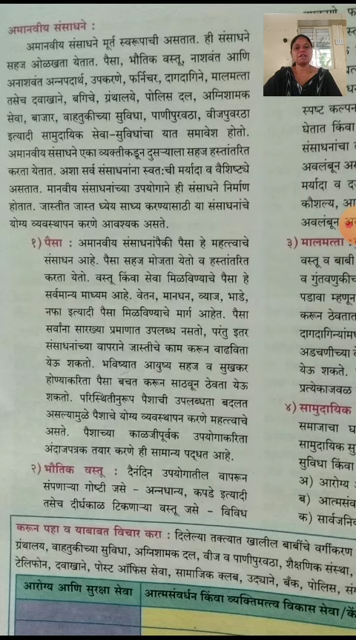 अमानवीय संसाधने :
अमानवीय संसाधने मूर्त स्वरूपाची असतात. ही संसाधने
सहज ओळखता येतात. पैसा, भौतिक वस्तू, नाशवंत आणि
अनाशवंत अन्नपदार्थ, उपकरणे, फर्निचर, दागदागिने, मालमत्ता
तसेच दवाखाने, बगिचे, ग्रंथालये, पोलिस दल, अग्निशामक
सेवा, बाजार, वाहतुकीच्या सुविधा, पाणीपुरवठा, वीजपुरवठा
इत्यादी सामुदायिक सेवा-सुविधांचा यात समावेश होतो.
अमानवीय संसाधने एका व्यक्तीकडून दुसऱ्याला सहज हस्तांतरित
करता येतात. अशा सर्व संसाधनांना स्वत:ची मर्यादा व वैशिष्ट्ये
असतात. मानवीय संसाधनांच्या उपयोगाने ही संसाधने निर्माण
होतात. जास्तीत जास्त ध्येय साध्य करण्यासाठी या संसाधनांचे
योग्य व्यवस्थापन करणे आवश्यक असते.
१) पैसा : अमानवीय संसाधनांपैकी पैसा हे महत्त्वाचे
संसाधन आहे. पैसा सहज मोजता येतो व हस्तांतरित
करता येतो. वस्तू किंवा सेवा मिळविण्याचे पैसा हे
सर्वमान्य माध्यम आहे. वेतन, मानधन, व्याज, भाडे,
नफा इत्यादी पैसा मिळविण्याचे मार्ग आहेत. पैसा
सर्वांना सारख्या प्रमाणात उपलब्ध नसतो, परंतु इतर
संसाधनांच्या वापराने जास्तीचे काम करून वाढविता
येऊ शकतो. भविष्यात आयुष्य सहज व सुखकर
होण्याकरिता पैसा बचत करून साठवून ठेवता येऊ
शकतो. परिस्थितीनुरूप पैशाची उपलब्धता बदलत
असल्यामुळे पैशाचे योग्य व्यवस्थापन करणे महत्त्वाचे
असते. पैशाच्या काळजीपूर्वक उपयोगाकरिता
अंदाजपत्रक तयार करणे ही सामान्य पद्धत आहे.
२) भौतिक वस्तू : दैनंदिन उपयोगातील वापरून
संपणाऱ्या गोष्टी जसे - अन्नधान्य, कपडे इत्यादी
तसेच दीर्घकाळ टिकणाऱ्या वस्तू जसे - विविध
स्पष्ट
घेतात किंवा
संसाधनांचा
अवलंबून
मर्यादा व
कौशल्य,
अवलंबून
३) मालमत्ता :
वस्तू व बाबी
व गुंतवणुकीच
पडावा म्हणून
करून ठेवतात
दागदागिन्यांम
अडचणीच्या
येऊ शकते.
प्रत्येकाजवळ
४) सामुदायिक
समाजाचा
सामुदायिक
सुविधा किंवा
अ) आरोग्य
ब) आत्मसंव
क) सार्वजनि
करून पहा व याबाबत विचार करा : दिलेल्या तक्त्यात खालील बाबींचे वर्गीकरण
ग्रंथालय, वाहतुकीच्या सुविधा, अग्निशामक दल, वीज व पाणीपुरवठा, शैक्षणिक संस्था,
टेलिफोन, दवाखाने, पोस्ट ऑफिस सेवा, सामाजिक क्लब, उद्याने, बँक, पोलिस,
आरोग्य आणि सुरक्षा सेवा आत्मसंवर्धन किंवा व्यक्तिमत्त्व विकास सेवा